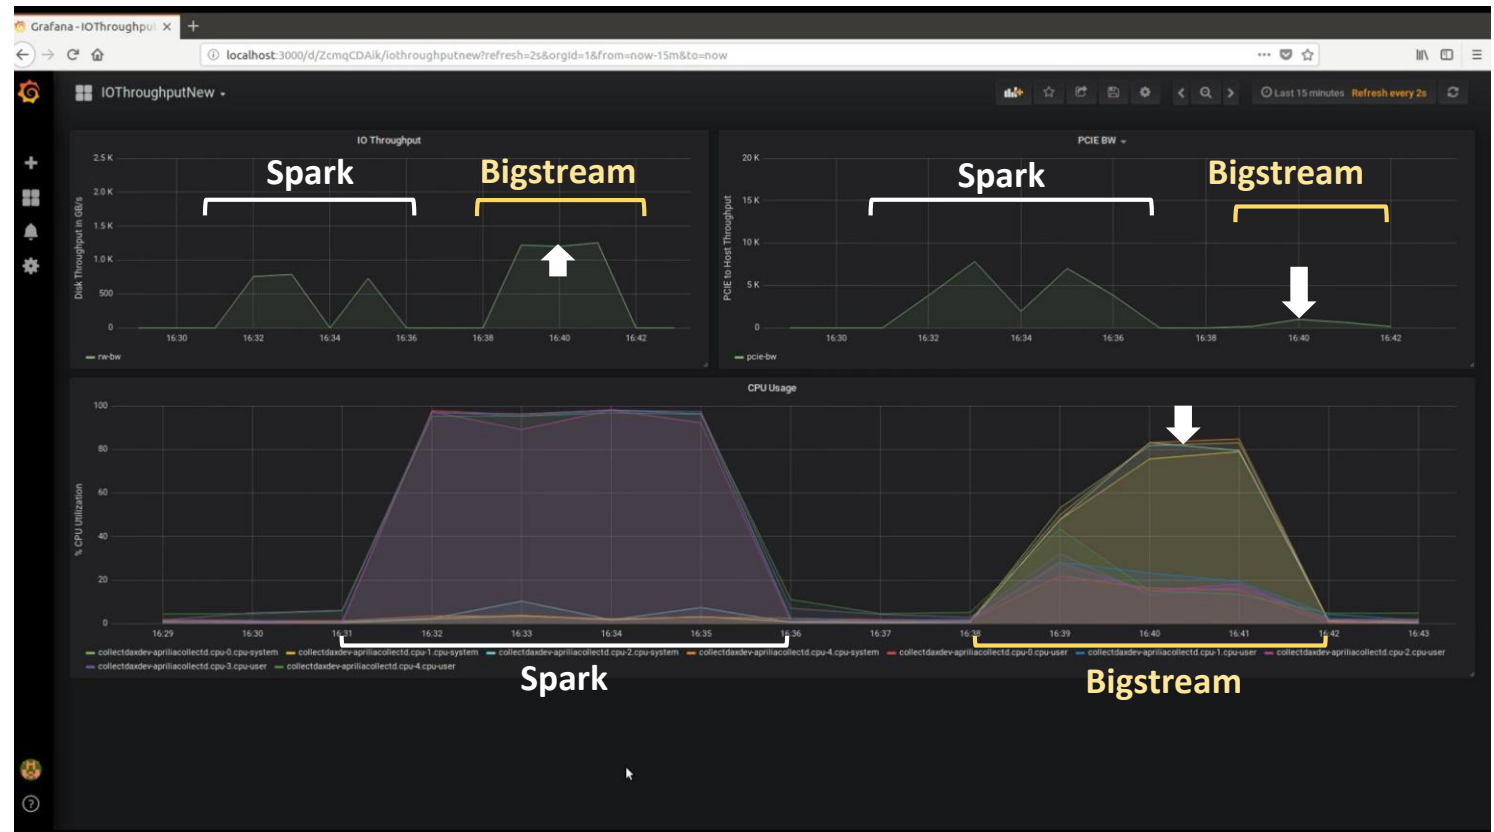 Grafana - IOThroughput
localhost:3000/d/ZcmqCDAik/iothroughputnew?refresh=2s&orgId=1&from=now-15m&to=now
IOThroughputNew
Last 15 minutes Refresh every 2s
IO Throughput
Spark
Bigstream
Disk Throughput in GB/s
2.5 K
2.0 K
1.5 K
1.0 K
500
0
16:30 16:32 16:34 16:36 16:38 16:40 16:42
rw-bw
PCIE BW
Spark
Bigstream
PCIE to Host Throughput
20 K
15 K
10 K
5 K
0
16:30 16:32 16:34 16:36 16:38 16:40 16:42
pcie-bw
CPU Usage
% CPU Utilization
100
80
60
40
20
0
16:29 16:30 16:31 16:32 16:33 16:34 16:35 16:36 16:37 16:38 16:39 16:40 16:41 16:42 16:43
collectdaxdev-apriliacollectd.cpu-0.cpu-system collectdaxdev-apriliacollectd.cpu-1.cpu-system collectdaxdev-apriliacollectd.cpu-2.cpu-system collectdaxdev-apriliacollectd.cpu-4.cpu-system collectdaxdev-apriliacollectd.cpu-0.cpu-user collectdaxdev-apriliacollectd.cpu-1.cpu-user collectdaxdev-apriliacollectd.cpu-2.cpu-user
collectdaxdev-apriliacollectd.cpu-3.cpu-user collectdaxdev-apriliacollectd.cpu-4.cpu-user
Spark
Bigstream